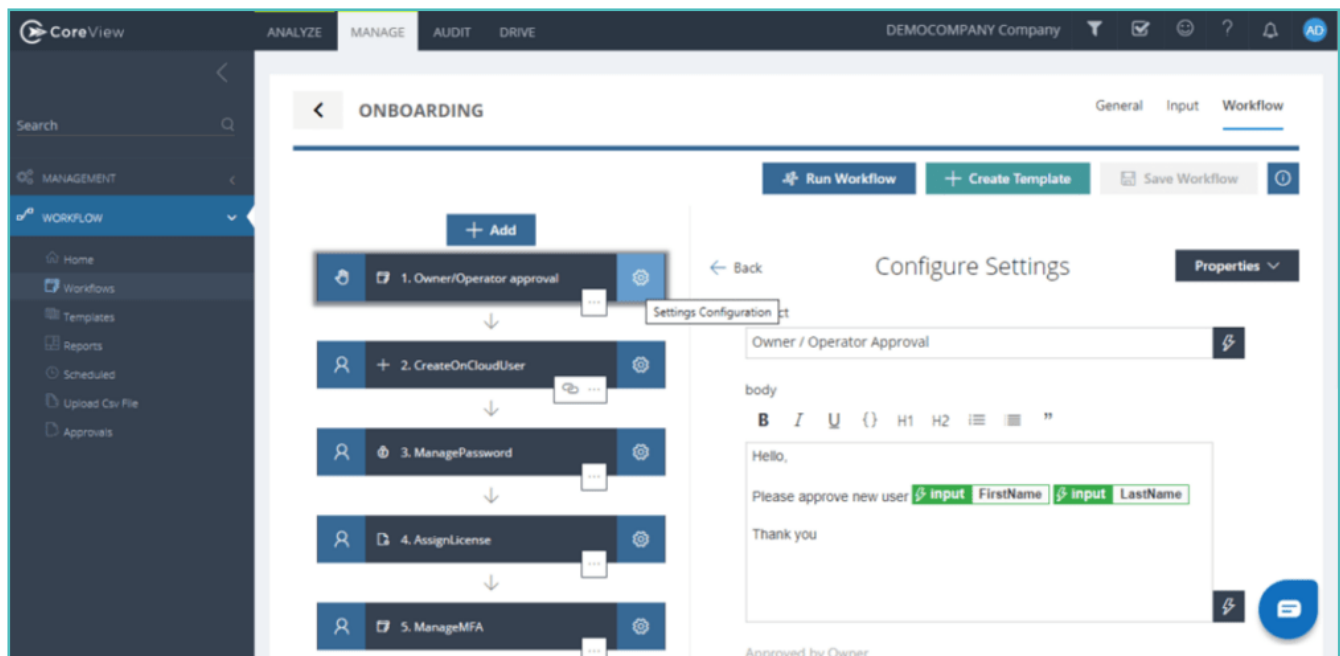 CoreView
ANALYZE MANAGE AUDIT DRIVE
DEMOCOMPANY Company
?
AD
Search
MANAGEMENT
WORKFLOW
Home
Workflows
Templates
Reports
Scheduled
Upload Csv File
Approvals
ONBOARDING
General Input Workflow
Run Workflow
+ Create Template
Save Workflow
+ Add
1. Owner/Operator approval
2. CreateOnCloudUser
3. ManagePassword
4. AssignLicense
5. ManageMFA
← Back
Configure Settings
Properties
Settings Configuration
Owner / Operator Approval
body
B I U {} H1 H2 ”
Hello,
Please approve new user input FirstName input LastName
Thank you
Approved by Owner